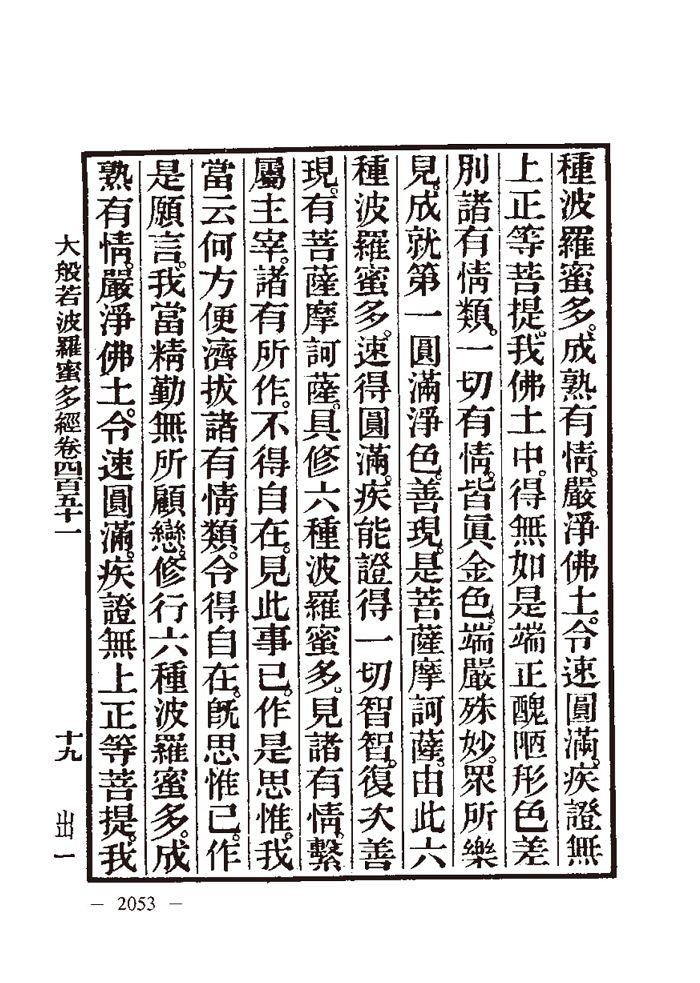 種波羅蜜多。成熟有情。嚴淨佛土。令速圓滿。疾證無
上正等菩提。我佛土中。得無如是端正醜陋形色差
別諸有情類。一切有情。皆眞金色。端嚴殊妙。眾所樂
見。成就第一圓滿淨色。善現。是菩薩摩訶薩。由此六
種波羅蜜多。速得圓滿。疾能證得一切智智。復次善
現。有菩薩摩訶薩。具修六種波羅蜜多。見諸有情。繫
屬主宰。諸有所作。不得自在。見此事已。作是思惟。我
當云何方便濟拔諸有情類。令得自在。旣思惟已。作
是願言。我當精勤無所顧戀。修行六種波羅蜜多。成
熟有情。嚴淨佛土。令速圓滿。疾證無上正等菩提。我
大般若波羅蜜多經卷四百五十一 十九 出一
— 2053 —